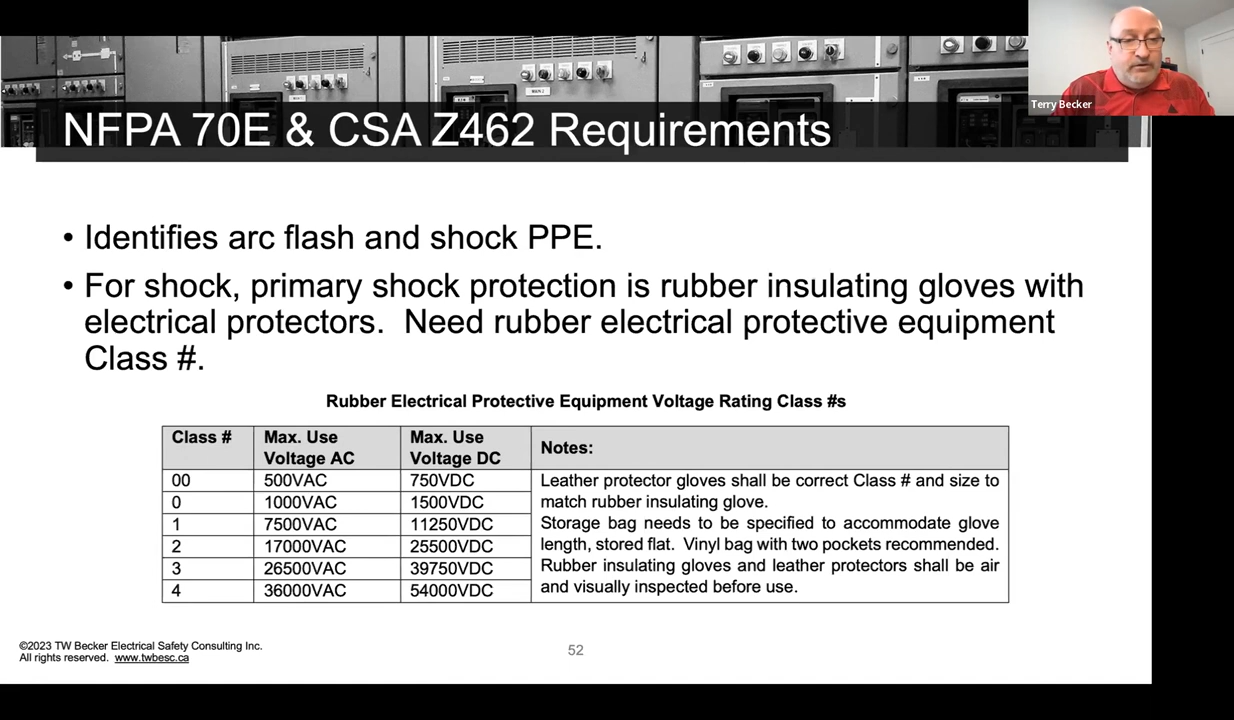 Terry Becker
NFPA 70E & CSA Z462 Requirements
• Identifies arc flash and shock PPE.
• For shock, primary shock protection is rubber insulating gloves with
electrical protectors.  Need rubber electrical protective equipment
Class #.
Rubber Electrical Protective Equipment Voltage Rating Class #s
Class # Max. Use Voltage AC Max. Use Voltage DC Notes:
00 500VAC 750VDC
0 1000VAC 1500VDC
1 7500VAC 11250VDC
2 17000VAC 25500VDC
3 26500VAC 39750VDC
4 36000VAC 54000VDC
Leather protector gloves shall be correct Class # and size to
match rubber insulating glove.
Storage bag needs to be specified to accommodate glove
length, stored flat.  Vinyl bag with two pockets recommended.
Rubber insulating gloves and leather protectors shall be air
and visually inspected before use.
©2023 TW Becker Electrical Safety Consulting Inc.
All rights reserved.  www.twbesc.ca
52